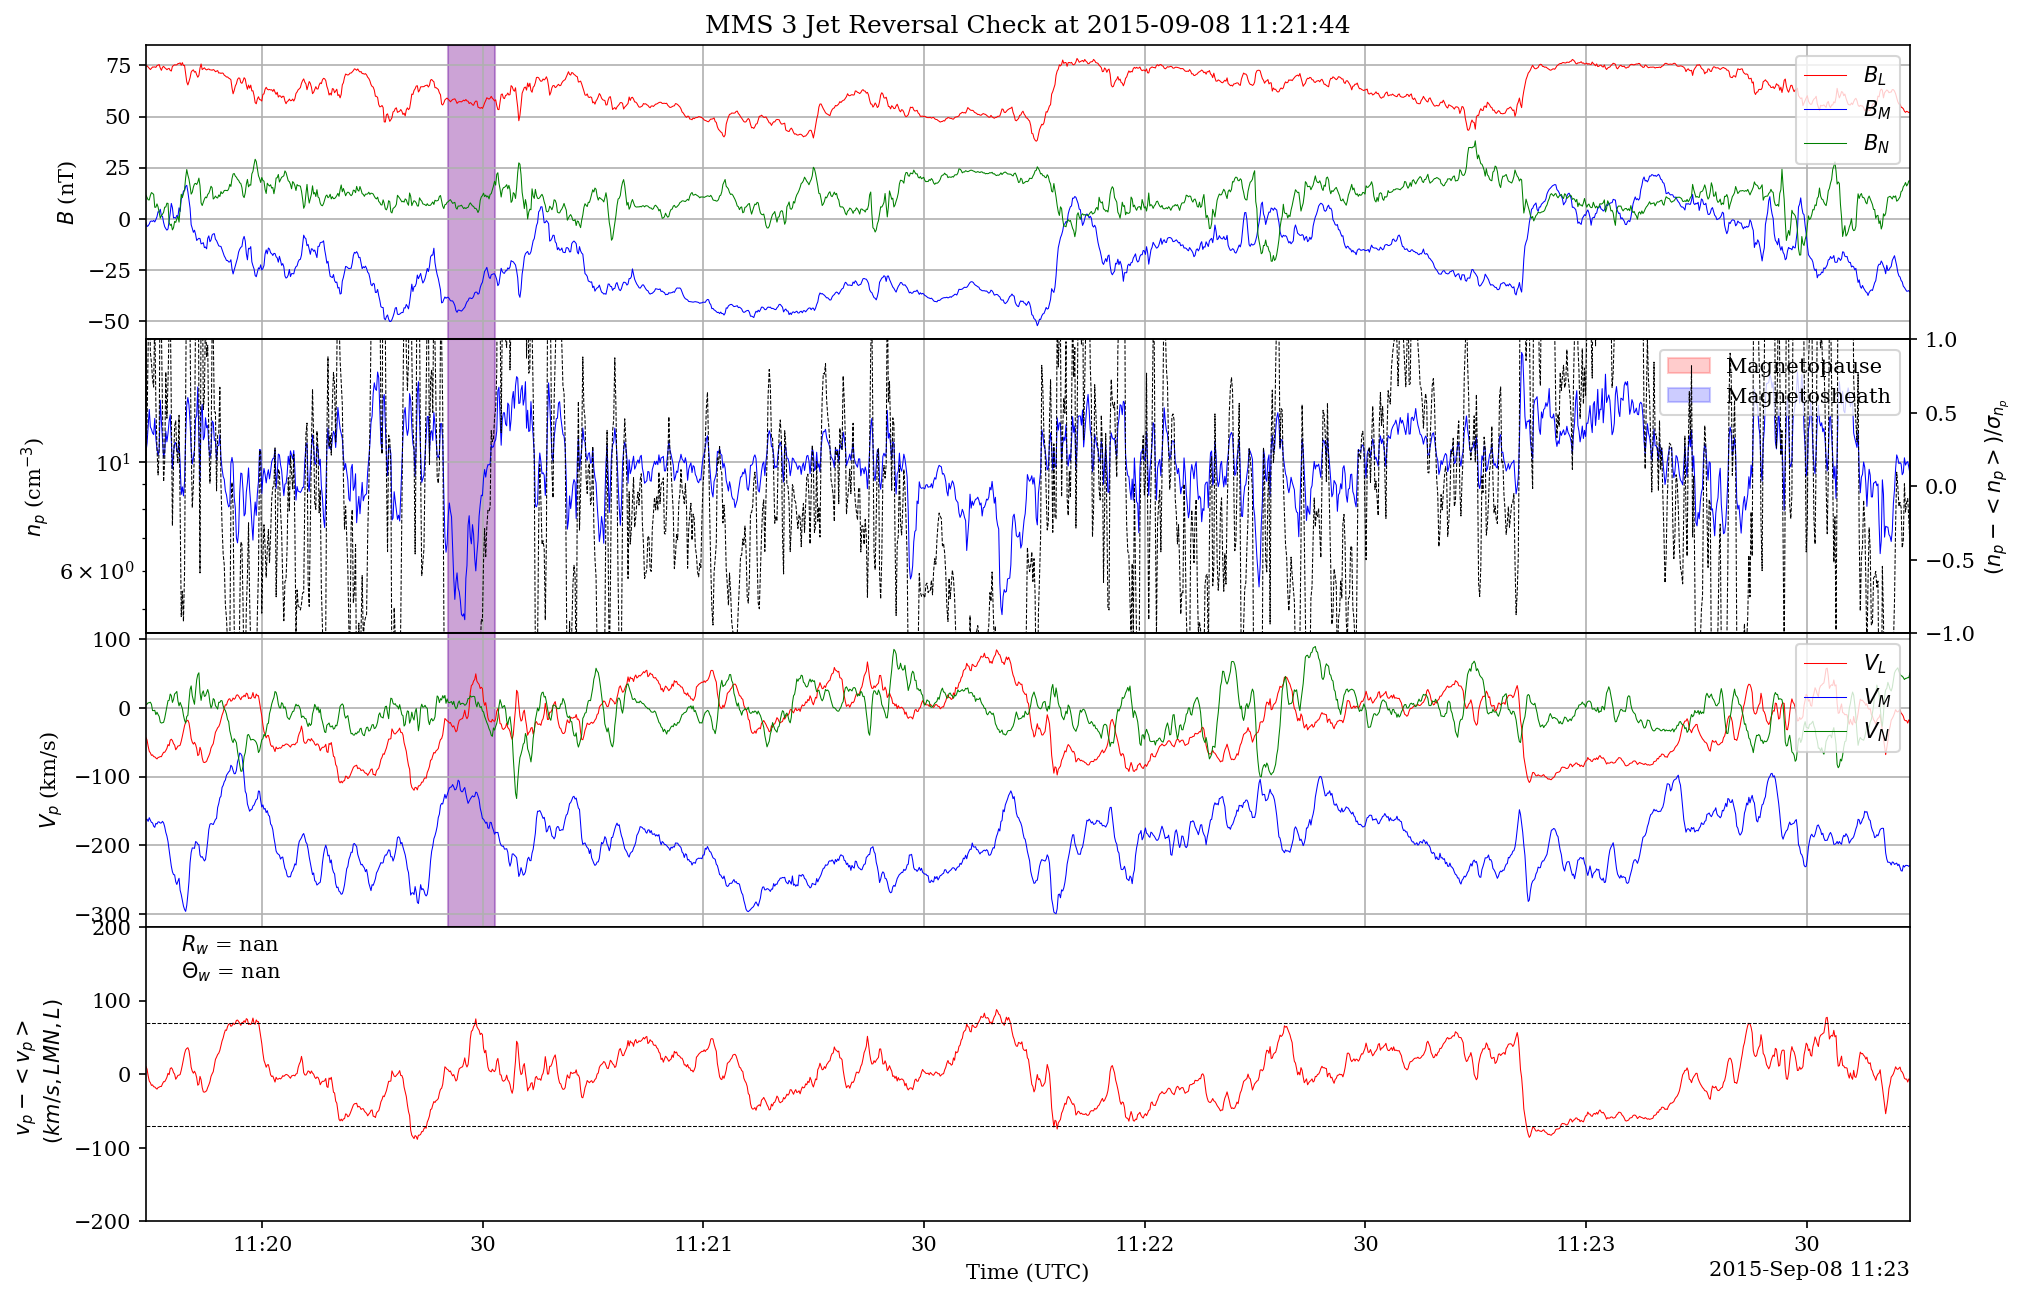 MMS 3 Jet Reversal Check at 2015-09-08 11:21:44
75
50
25
0
−25
−50
B (nT)
B_L
B_M
B_N
10^1
6 × 10^0
n_p (cm^−3)
1.0
0.5
0.0
−0.5
−1.0
(n_p − < n_p >)/σ_{n_p}
Magnetopause
Magnetosheath
100
0
−100
−200
−300
V_p (km/s)
V_L
V_M
V_N
200
100
0
−100
−200
v_p − < v_p >
(km/s, LMN, L)
R_w = nan
Θ_w = nan
11:20
30
11:21
30
11:22
30
11:23
30
Time (UTC)
2015-Sep-08 11:23